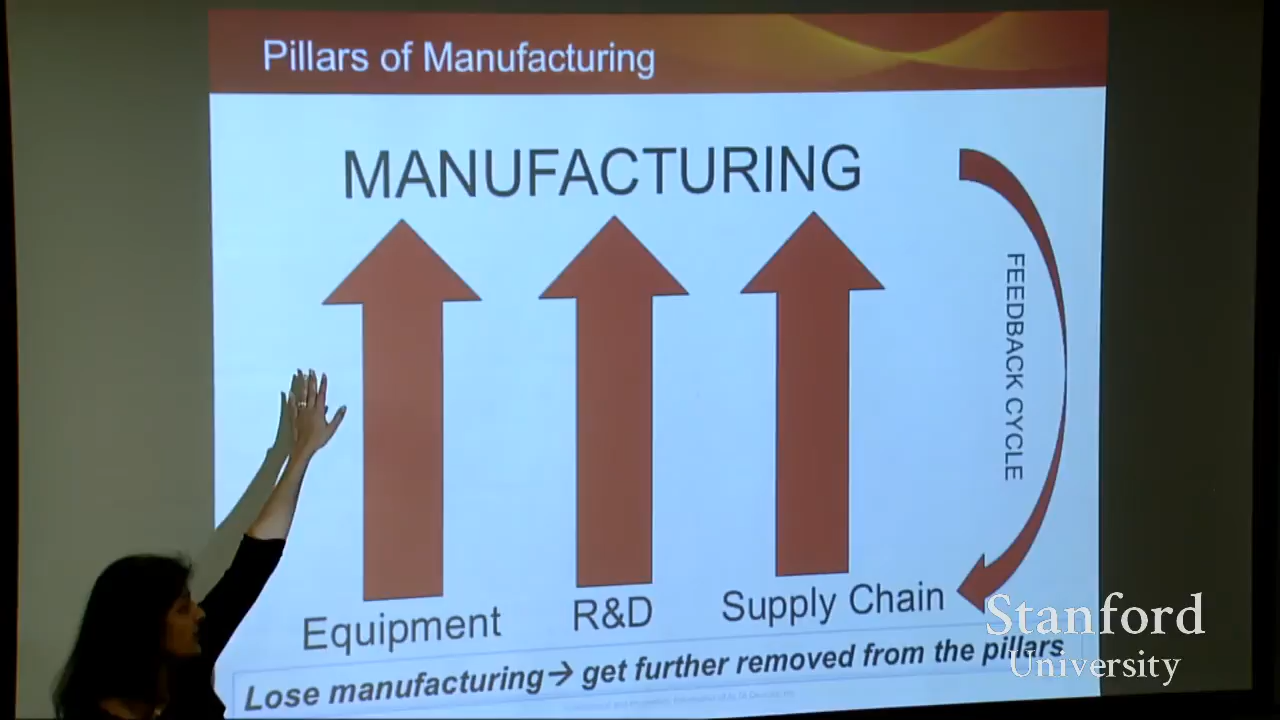 Pillars of Manufacturing
MANUFACTURING
FEEDBACK CYCLE
Equipment
R&D
Supply Chain
Lose manufacturing→ get further removed from the pillars
Stanford
University